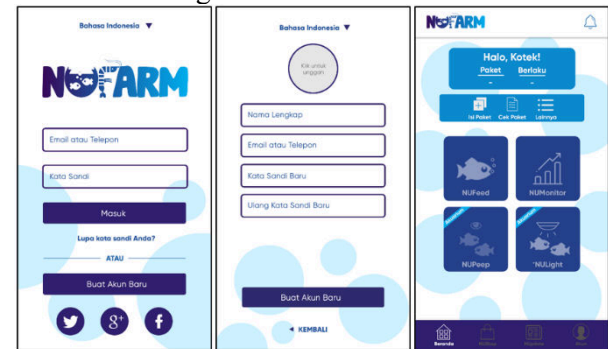 Bahasa Indonesia ▼
NUFARM
Email atau Telepon
Kata Sandi
Masuk
Lupa kata sandi Anda?
ATAU
Buat Akun Baru
8+
f
Bahasa Indonesia ▼
Klik untuk
unggah
Nama Lengkap
Email atau Telepon
Kata Sandi Baru
Ulang Kata Sandi Baru
Buat Akun Baru
◄ KEMBALI
NUFARM
Halo, Kotek!
Paket Berlaku
- -
Isi Paket Cek Paket Lainnya
NUFeed NUMonitor
NUPeep NULight
Beranda